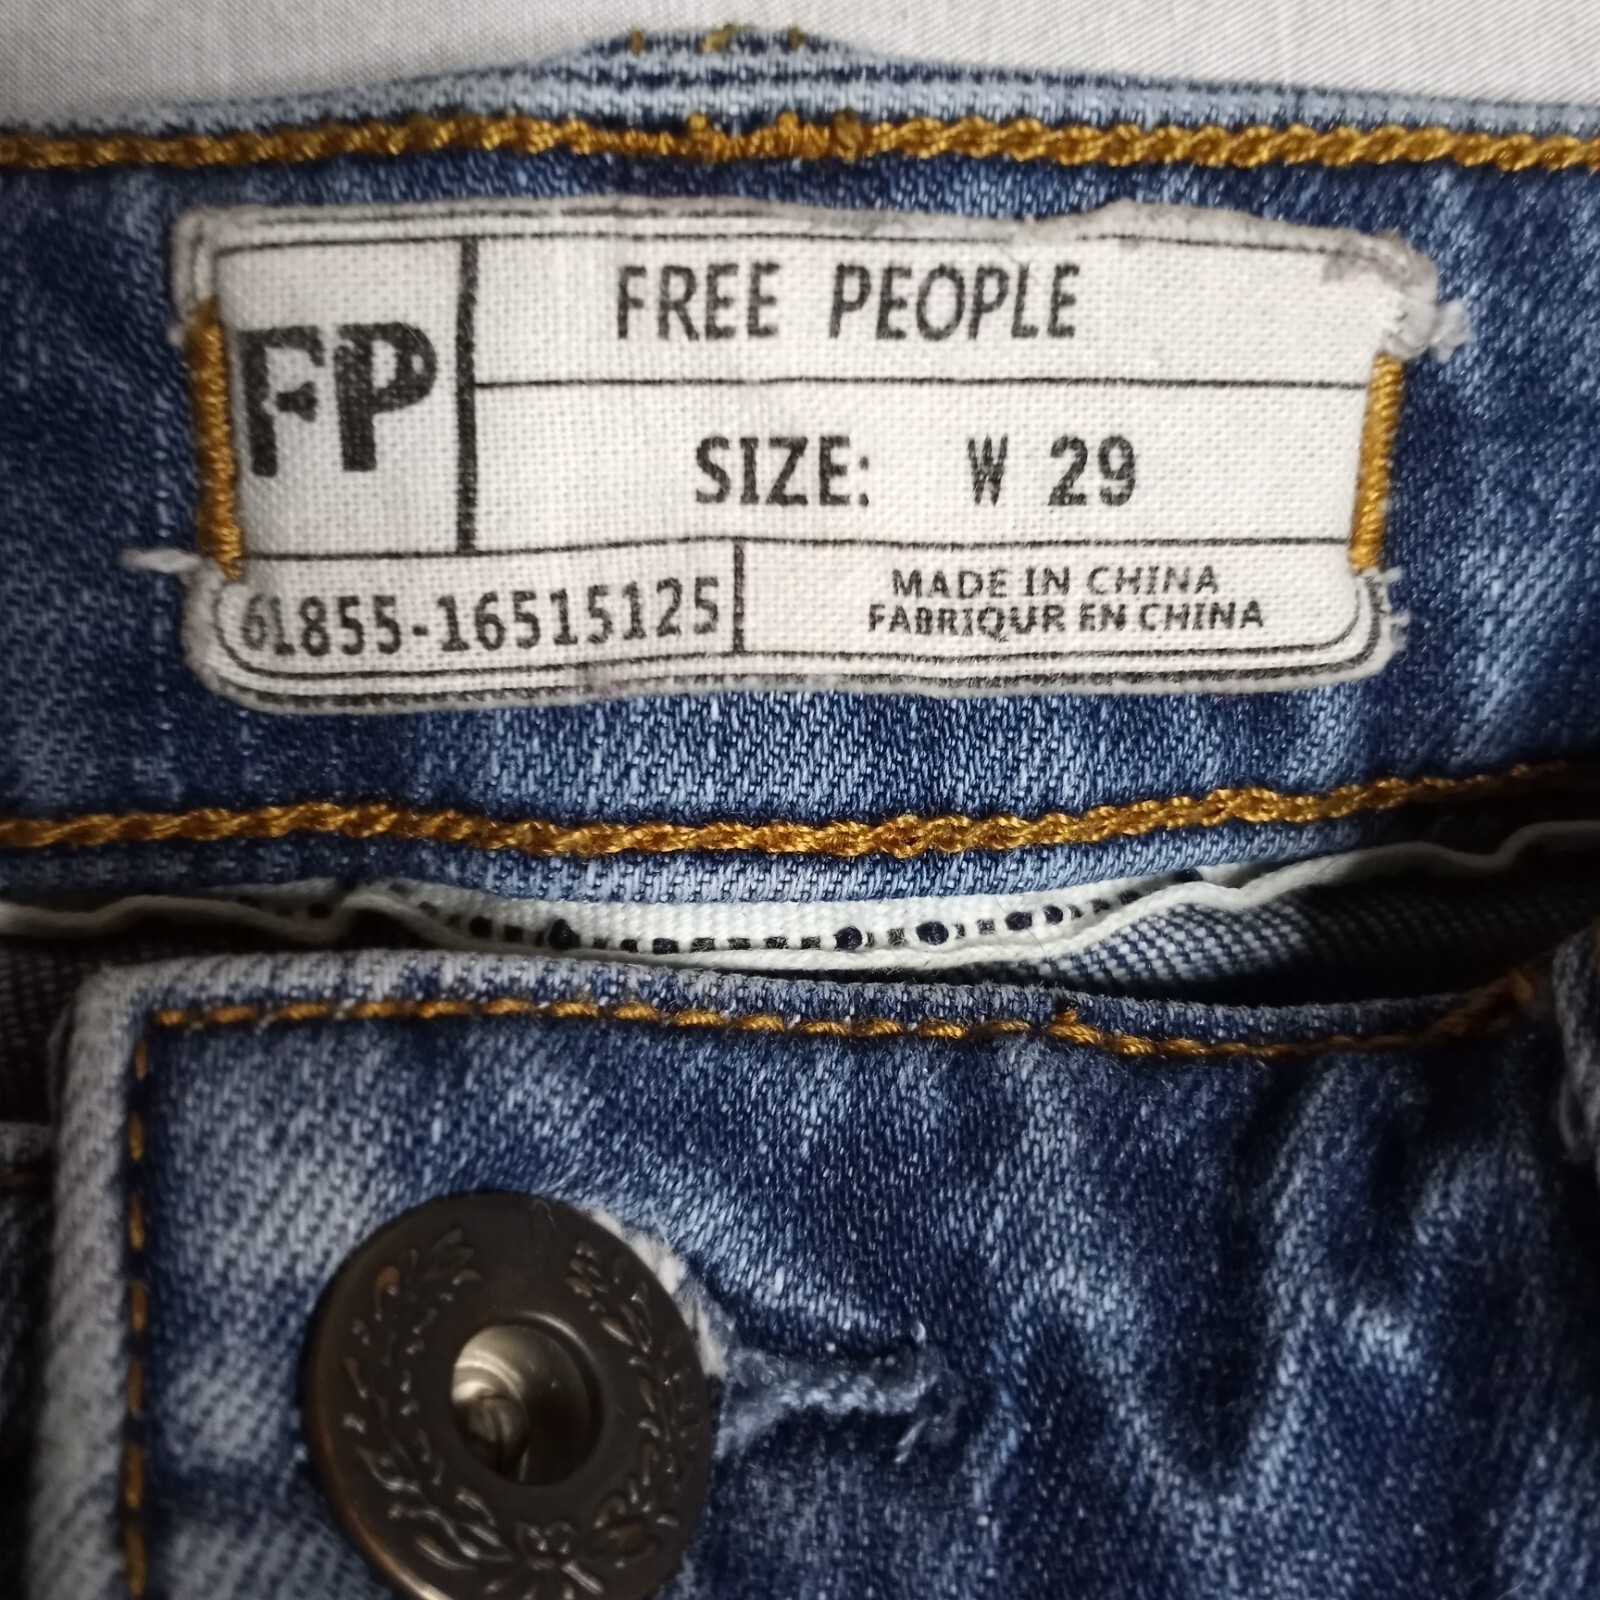 FP
FREE PEOPLE
SIZE: W 29
61855-16515125
MADE IN CHINA
FABRIQUR EN CHINA